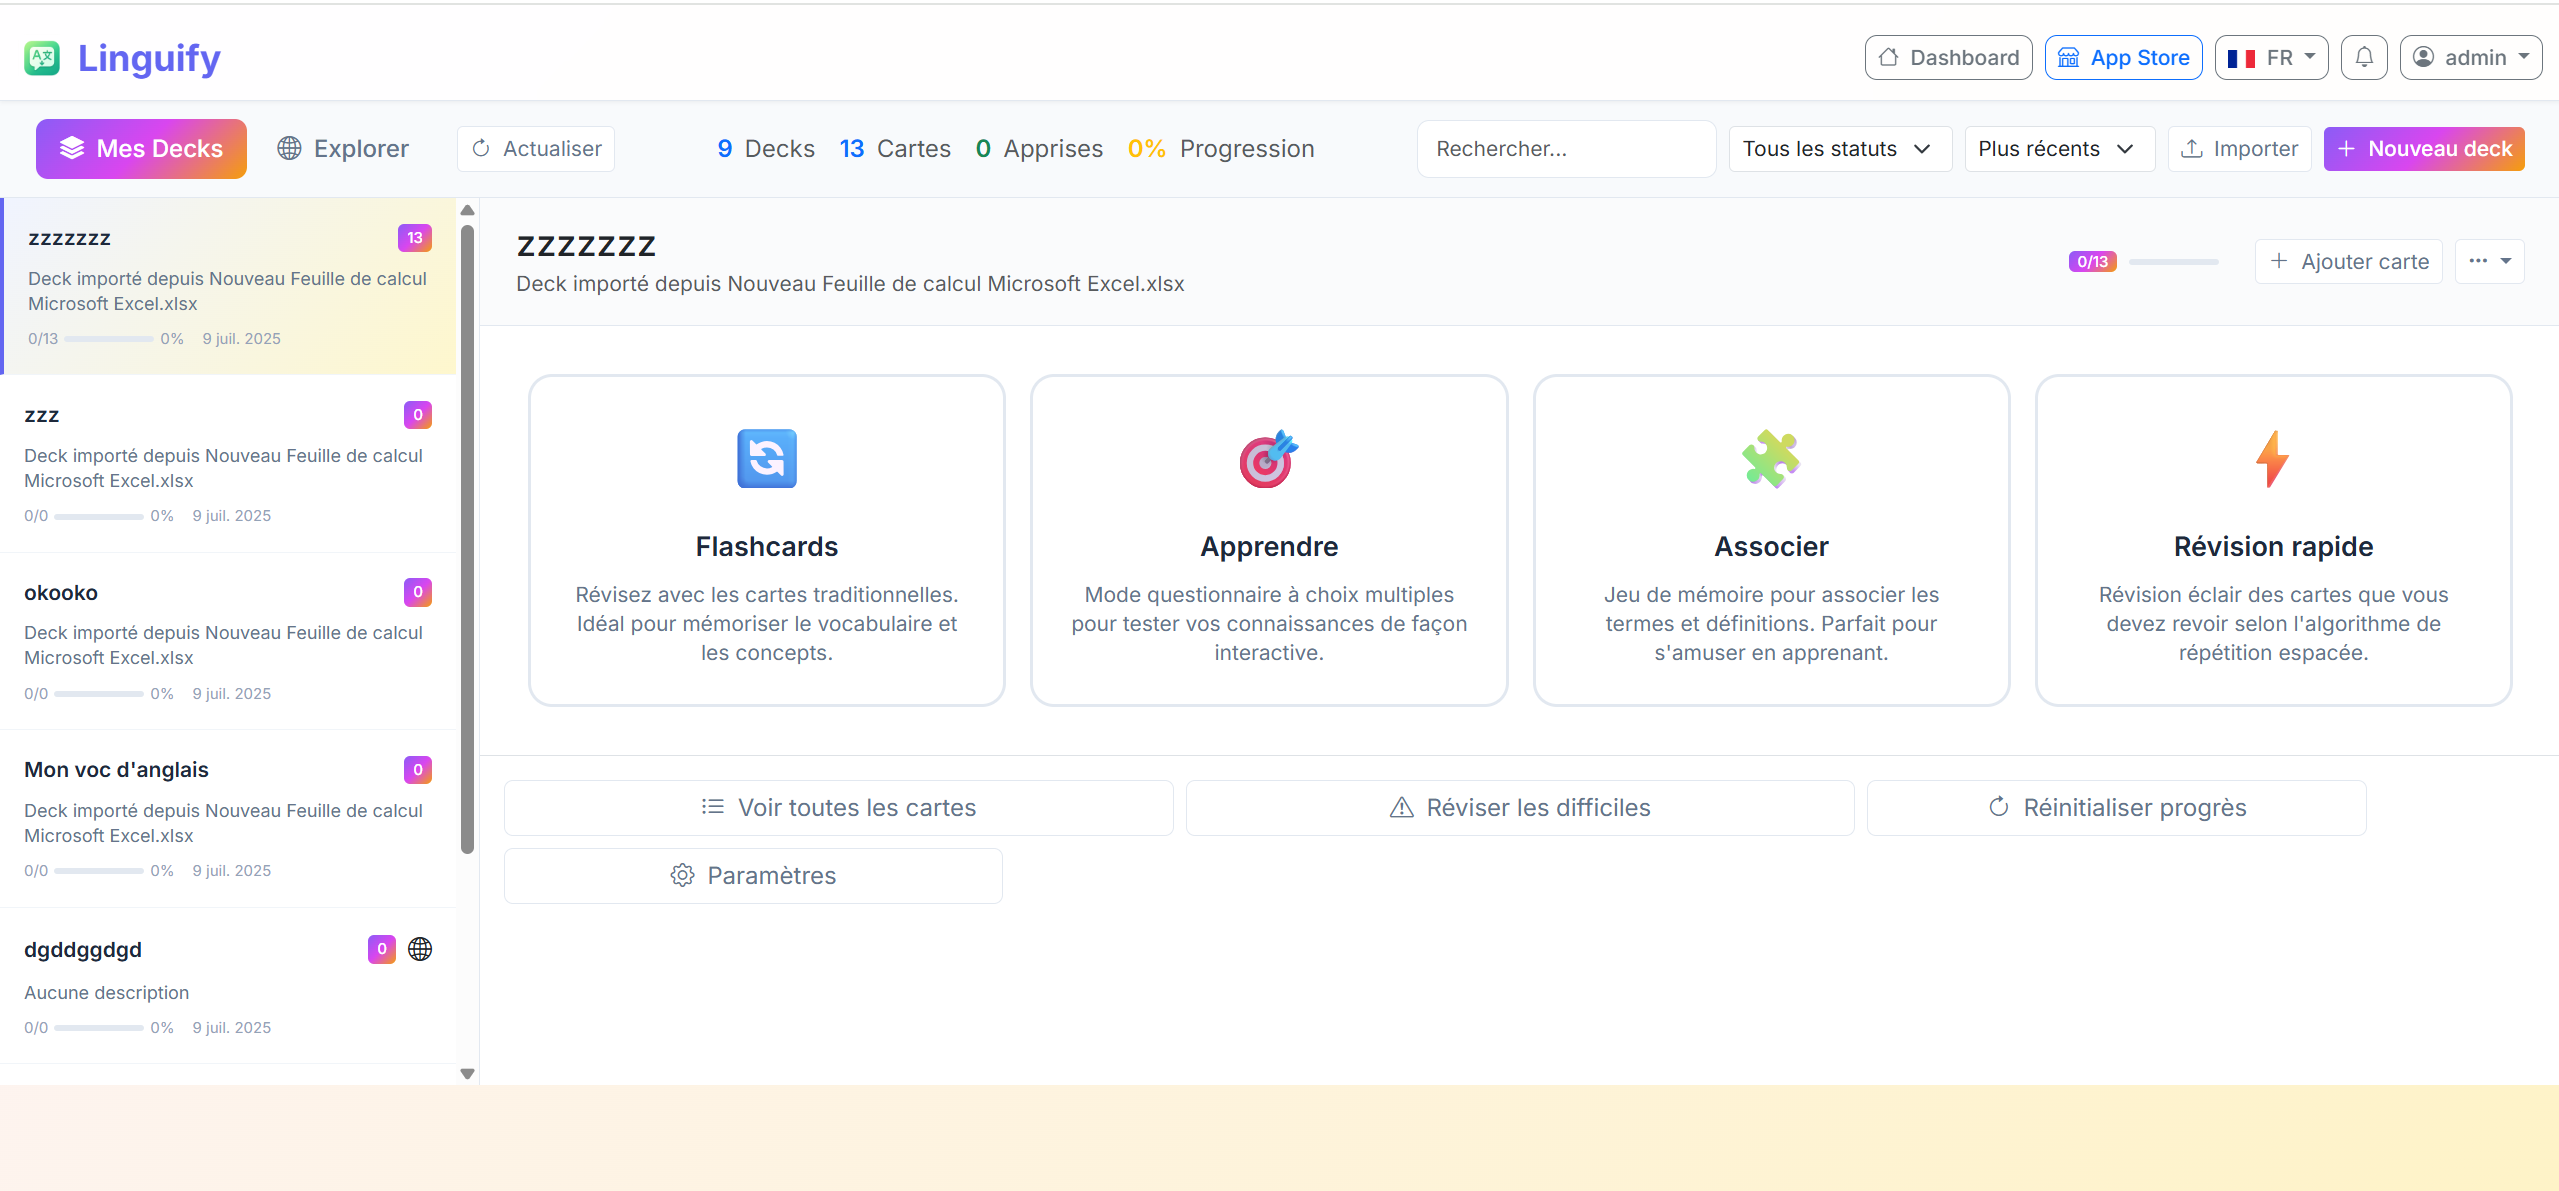 Linguify
Dashboard
App Store
FR
admin
Mes Decks
Explorer
Actualiser
9 Decks 13 Cartes 0 Apprises 0% Progression
Rechercher...
Tous les statuts
Plus récents
Importer
Nouveau deck
zzzzzzz
13
Deck importé depuis Nouveau Feuille de calcul
Microsoft Excel.xlsx
0/13 0% 9 juil. 2025
zzz
0
Deck importé depuis Nouveau Feuille de calcul
Microsoft Excel.xlsx
0/0 0% 9 juil. 2025
okooko
0
Deck importé depuis Nouveau Feuille de calcul
Microsoft Excel.xlsx
0/0 0% 9 juil. 2025
Mon voc d'anglais
0
Deck importé depuis Nouveau Feuille de calcul
Microsoft Excel.xlsx
0/0 0% 9 juil. 2025
dgddggdgd
0
Aucune description
0/0 0% 9 juil. 2025
zzzzzzz
Deck importé depuis Nouveau Feuille de calcul Microsoft Excel.xlsx
0/13
Ajouter carte
Flashcards
Révisez avec les cartes traditionnelles.
Idéal pour mémoriser le vocabulaire et
les concepts.
Apprendre
Mode questionnaire à choix multiples
pour tester vos connaissances de façon
interactive.
Associer
Jeu de mémoire pour associer les
termes et définitions. Parfait pour
s'amuser en apprenant.
Révision rapide
Révision éclair des cartes que vous
devez revoir selon l'algorithme de
répétition espacée.
Voir toutes les cartes
Réviser les difficiles
Réinitialiser progrès
Paramètres